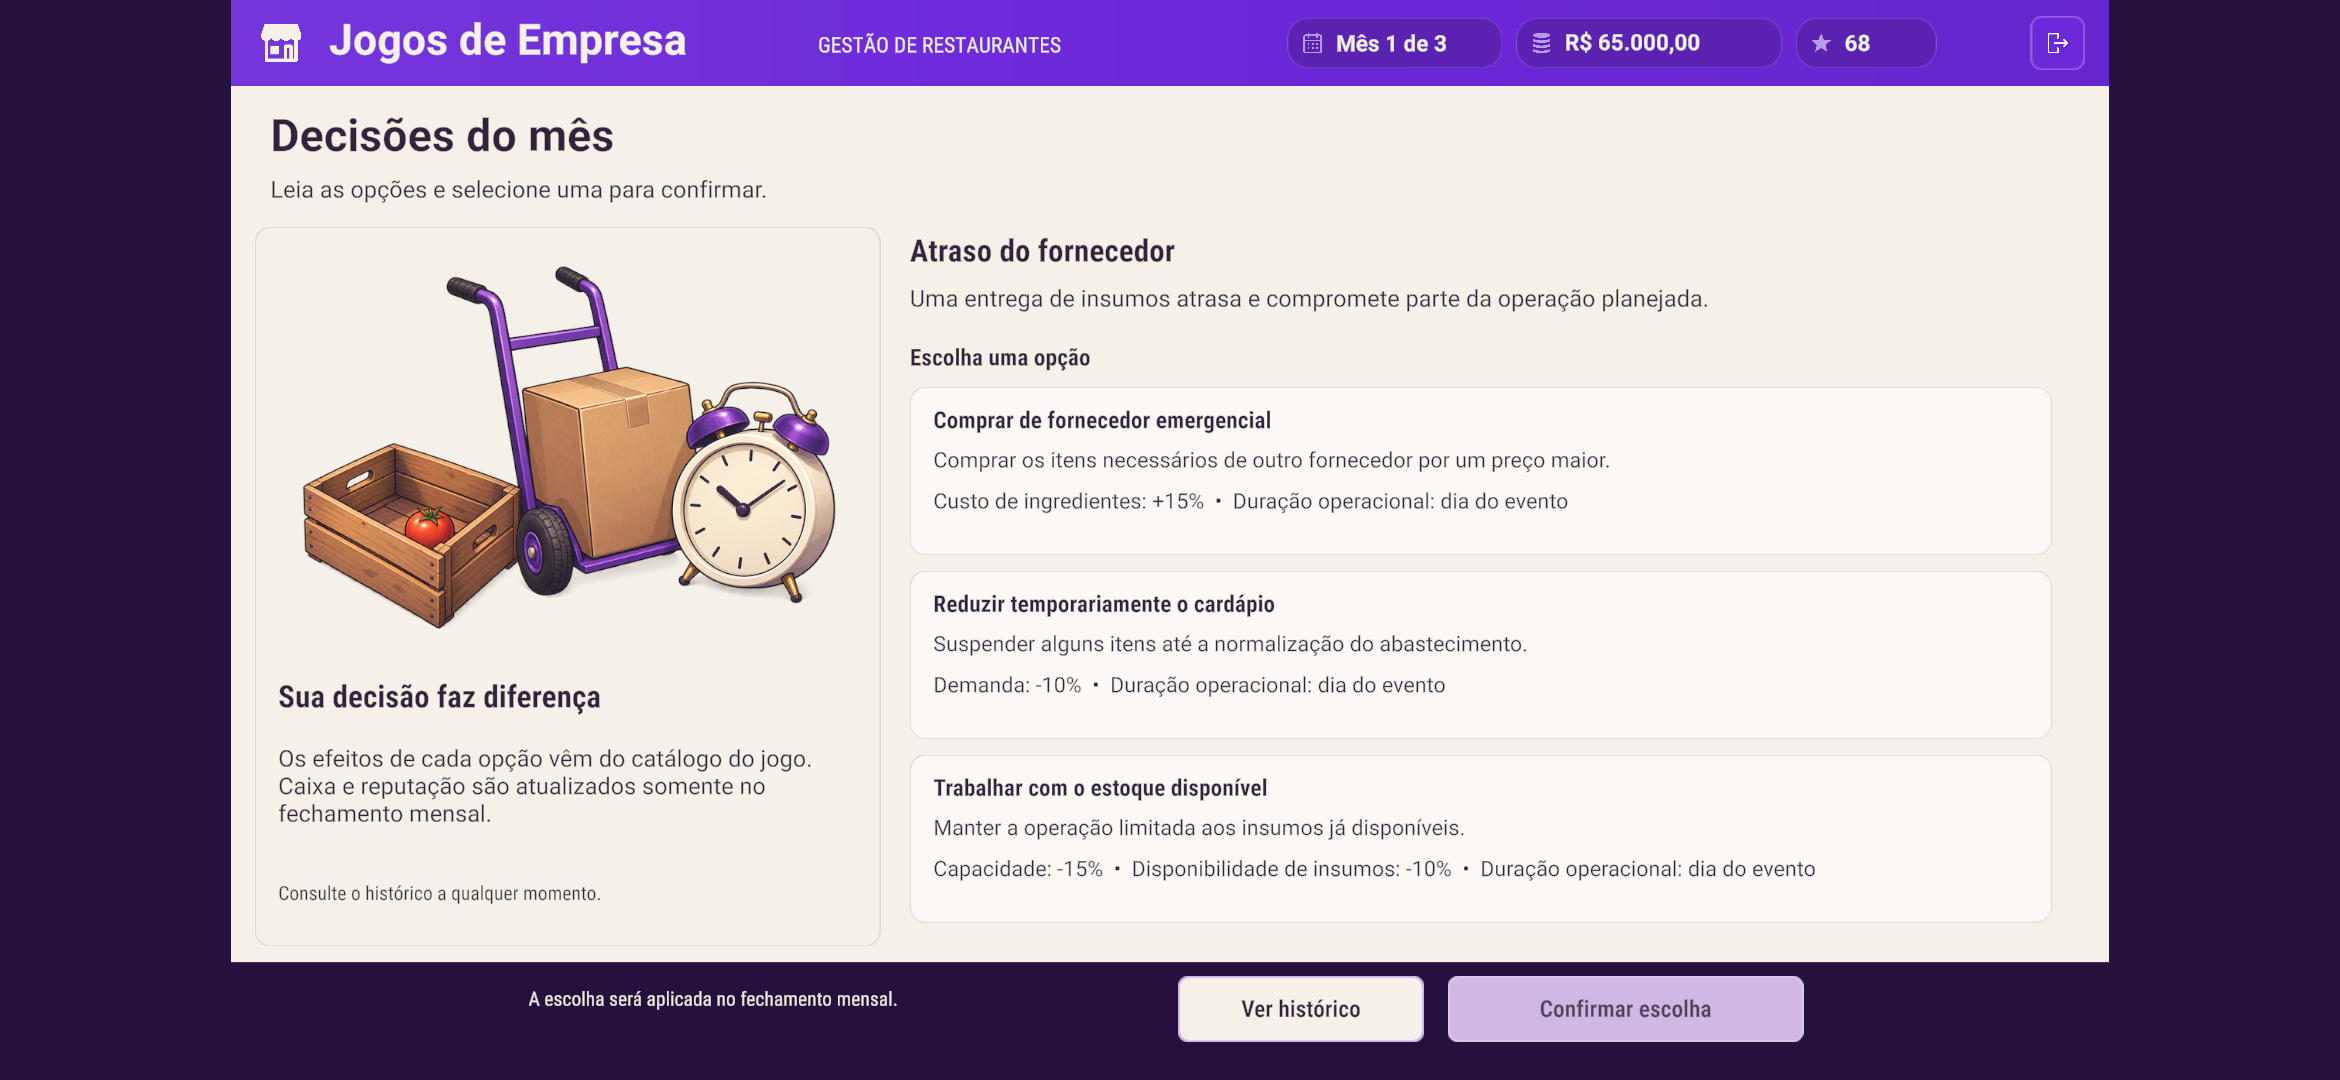 Jogos de Empresa
GESTÃO DE RESTAURANTES
Mês 1 de 3
R$ 65.000,00
68
Decisões do mês
Leia as opções e selecione uma para confirmar.
Sua decisão faz diferença
Os efeitos de cada opção vêm do catálogo do jogo.
Caixa e reputação são atualizados somente no
fechamento mensal.
Consulte o histórico a qualquer momento.
Atraso do fornecedor
Uma entrega de insumos atrasa e compromete parte da operação planejada.
Escolha uma opção
Comprar de fornecedor emergencial
Comprar os itens necessários de outro fornecedor por um preço maior.
Custo de ingredientes: +15% • Duração operacional: dia do evento
Reduzir temporariamente o cardápio
Suspender alguns itens até a normalização do abastecimento.
Demanda: -10% • Duração operacional: dia do evento
Trabalhar com o estoque disponível
Manter a operação limitada aos insumos já disponíveis.
Capacidade: -15% • Disponibilidade de insumos: -10% • Duração operacional: dia do evento
A escolha será aplicada no fechamento mensal.
Ver histórico
Confirmar escolha